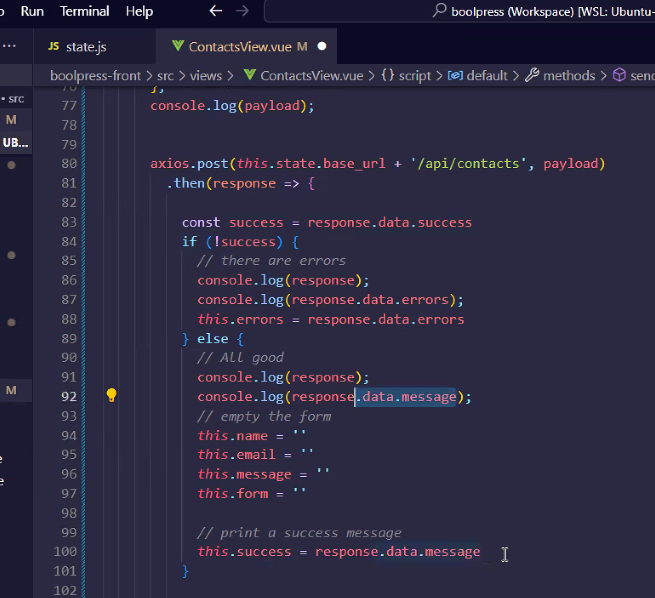 Run Terminal Help ← → boolpress (Workspace) [WSL: Ubuntu-
··· JS state.js ContactsView.vue M ●
boolpress-front > src > views > ContactsView.vue > {} script > default > methods > send
src
M
UB...
M
76 };
77 console.log(payload);
78
79
80 axios.post(this.state.base_url + '/api/contacts', payload)
81 .then(response => {
82
83 const success = response.data.success
84 if (!success) {
85 // there are errors
86 console.log(response);
87 console.log(response.data.errors);
88 this.errors = response.data.errors
89 } else {
90 // All good
91 console.log(response);
92 console.log(response.data.message);
93 // empty the form
94 this.name = ''
95 this.email = ''
96 this.message = ''
97 this.form = ''
98
99 // print a success message
100 this.success = response.data.message
101 }
102